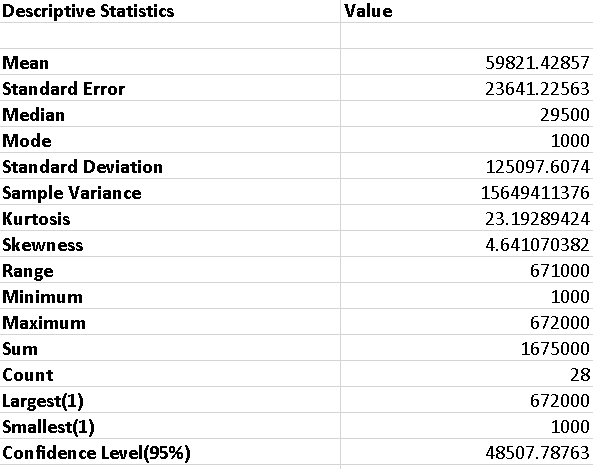 Descriptive Statistics Value
Mean 59821.42857
Standard Error 23641.22563
Median 29500
Mode 1000
Standard Deviation 125097.6074
Sample Variance 15649411376
Kurtosis 23.19289424
Skewness 4.641070382
Range 671000
Minimum 1000
Maximum 672000
Sum 1675000
Count 28
Largest(1) 672000
Smallest(1) 1000
Confidence Level(95%) 48507.78763